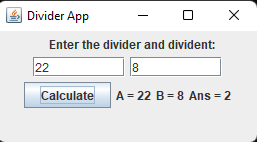 Divider App
Enter the divider and divident:
22 8
Calculate A = 22 B = 8 Ans = 2